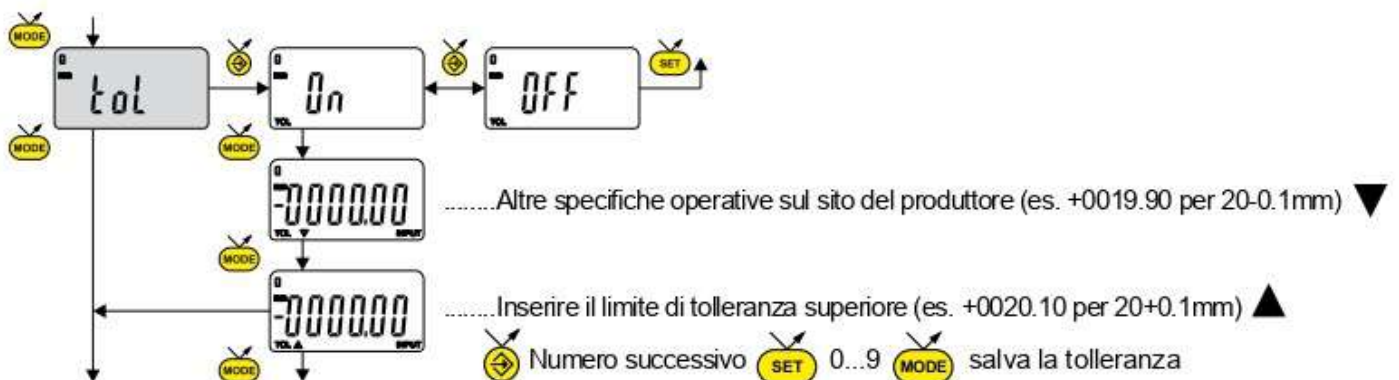 MODE
SET
tol
On
OFF
TOL
TOL
MODE
MODE
-0000.00
TOL
INPUT
........Altre specifiche operative sul sito del produttore (es. +0019.90 per 20-0.1mm)
MODE
-0000.00
TOL
INPUT
........Inserire il limite di tolleranza superiore (es. +0020.10 per 20+0.1mm)
MODE
Numero successivo SET 0...9 MODE salva la tolleranza